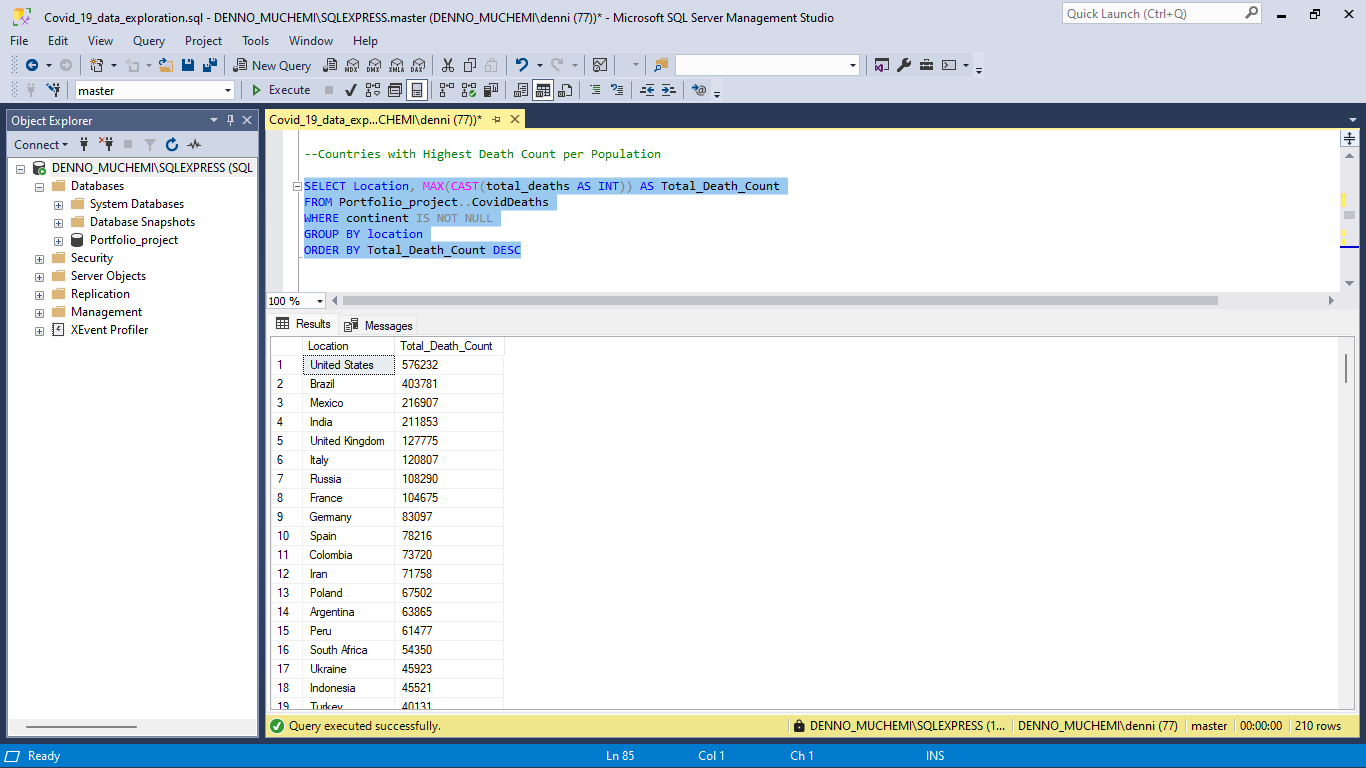 Covid_19_data_exploration.sql - DENNO_MUCHEMI\SQLEXPRESS.master (DENNO_MUCHEMI\denni (77))* - Microsoft SQL Server Management Studio
Quick Launch (Ctrl+Q)
File Edit View Query Project Tools Window Help
New Query MDX DMX XMLA DAX
master Execute
Object Explorer
Connect
DENNO_MUCHEMI\SQLEXPRESS (SQL
Databases
System Databases
Database Snapshots
Portfolio_project
Security
Server Objects
Replication
Management
XEvent Profiler
Covid_19_data_exp...CHEMI\denni (77))*
--Countries with Highest Death Count per Population
SELECT Location, MAX(CAST(total_deaths AS INT)) AS Total_Death_Count
FROM Portfolio_project..CovidDeaths
WHERE continent IS NOT NULL
GROUP BY location
ORDER BY Total_Death_Count DESC
100 %
Results Messages
Location Total_Death_Count
1 United States 576232
2 Brazil 403781
3 Mexico 216907
4 India 211853
5 United Kingdom 127775
6 Italy 120807
7 Russia 108290
8 France 104675
9 Germany 83097
10 Spain 78216
11 Colombia 73720
12 Iran 71758
13 Poland 67502
14 Argentina 63865
15 Peru 61477
16 South Africa 54350
17 Ukraine 45923
18 Indonesia 45521
19 Turkey 40131
Query executed successfully. DENNO_MUCHEMI\SQLEXPRESS (1... DENNO_MUCHEMI\denni (77) master 00:00:00 210 rows
Ready Ln 85 Col 1 Ch 1 INS